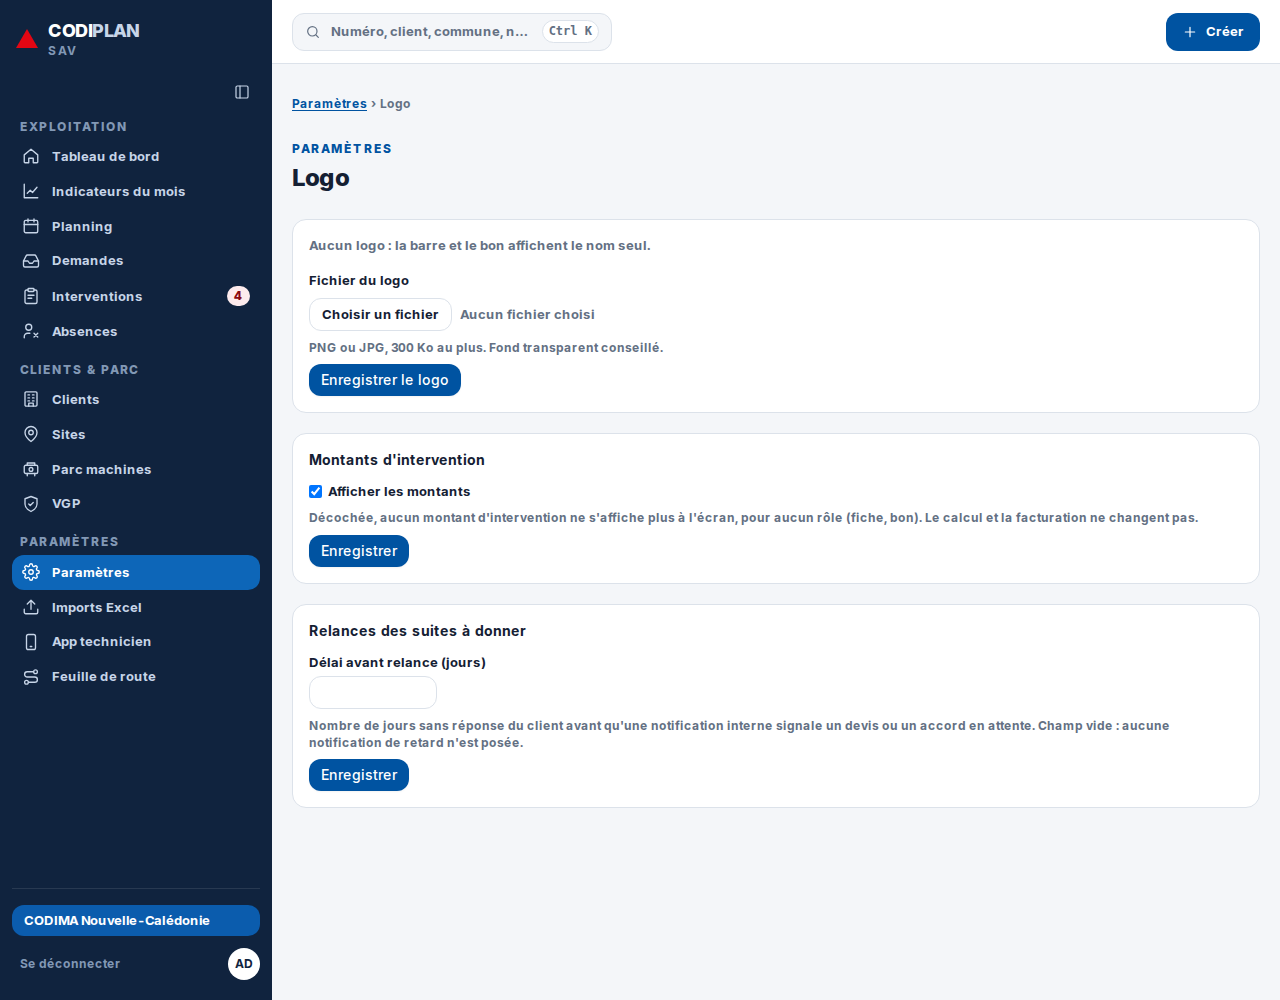 CODIPLAN
SAV
Numéro, client, commune, n…
Ctrl K
Créer
EXPLOITATION
Tableau de bord
Indicateurs du mois
Planning
Demandes
Interventions
4
Absences
CLIENTS & PARC
Clients
Sites
Parc machines
VGP
PARAMÈTRES
Paramètres
Imports Excel
App technicien
Feuille de route
CODIMA Nouvelle-Calédonie
Se déconnecter
AD
Paramètres › Logo
PARAMÈTRES
Logo
Aucun logo : la barre et le bon affichent le nom seul.
Fichier du logo
Choisir un fichier
Aucun fichier choisi
PNG ou JPG, 300 Ko au plus. Fond transparent conseillé.
Enregistrer le logo
Montants d'intervention
Afficher les montants
Décochée, aucun montant d'intervention ne s'affiche plus à l'écran, pour aucun rôle (fiche, bon). Le calcul et la facturation ne changent pas.
Enregistrer
Relances des suites à donner
Délai avant relance (jours)
Nombre de jours sans réponse du client avant qu'une notification interne signale un devis ou un accord en attente. Champ vide : aucune
notification de retard n'est posée.
Enregistrer